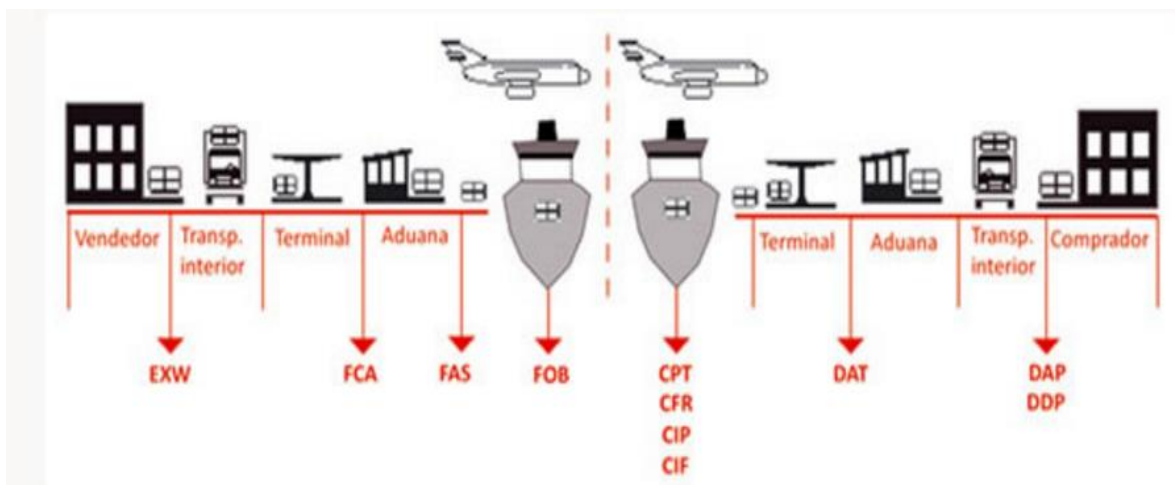 Vendedor
Transp.
interior
Terminal
Aduana
Terminal
Aduana
Transp.
interior
Comprador
EXW
FCA
FAS
FOB
CPT
CFR
CIP
CIF
DAT
DAP
DDP